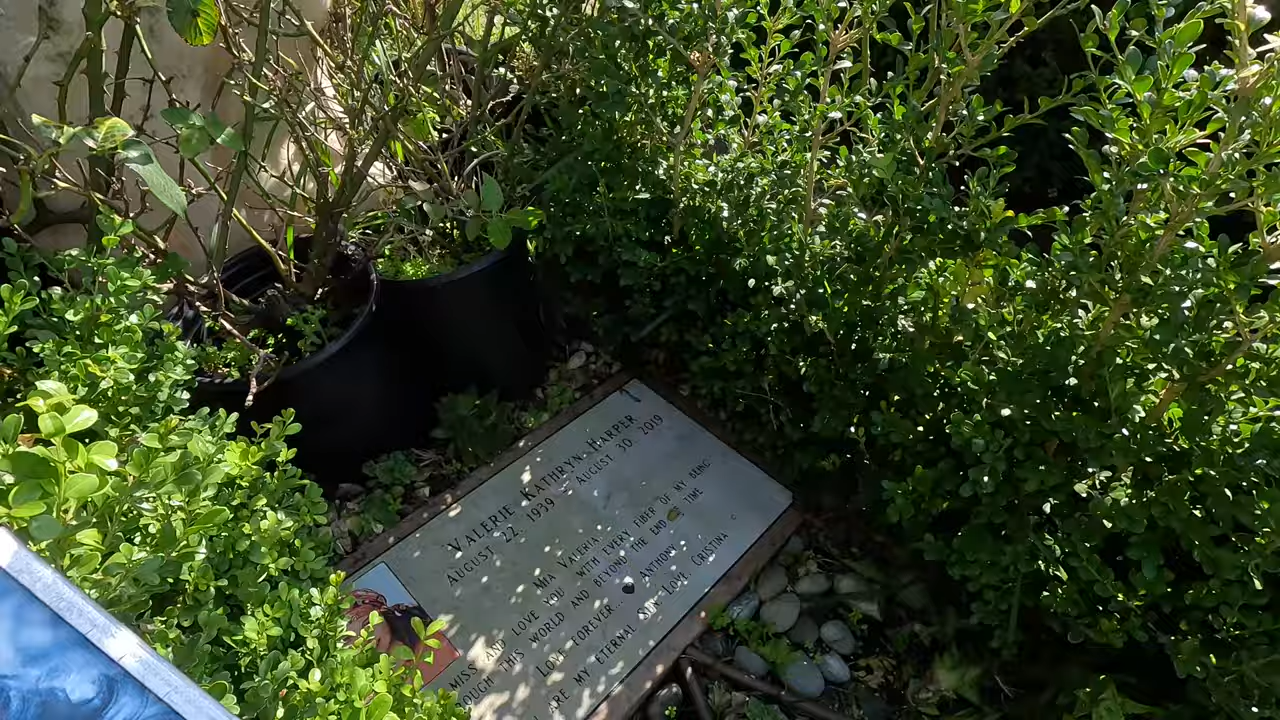 VALERIE KATHRYN HARPER
AUGUST 22, 1939 – AUGUST 30, 2019
MIA VALERIA,
MISS AND LOVE YOU WITH EVERY FIBER OF MY BEING
THIS WORLD AND BEYOND THE END OF TIME
LOVE FOREVER... ANTHONY
ARE MY ETERNAL SUN LOVE, CRISTINA